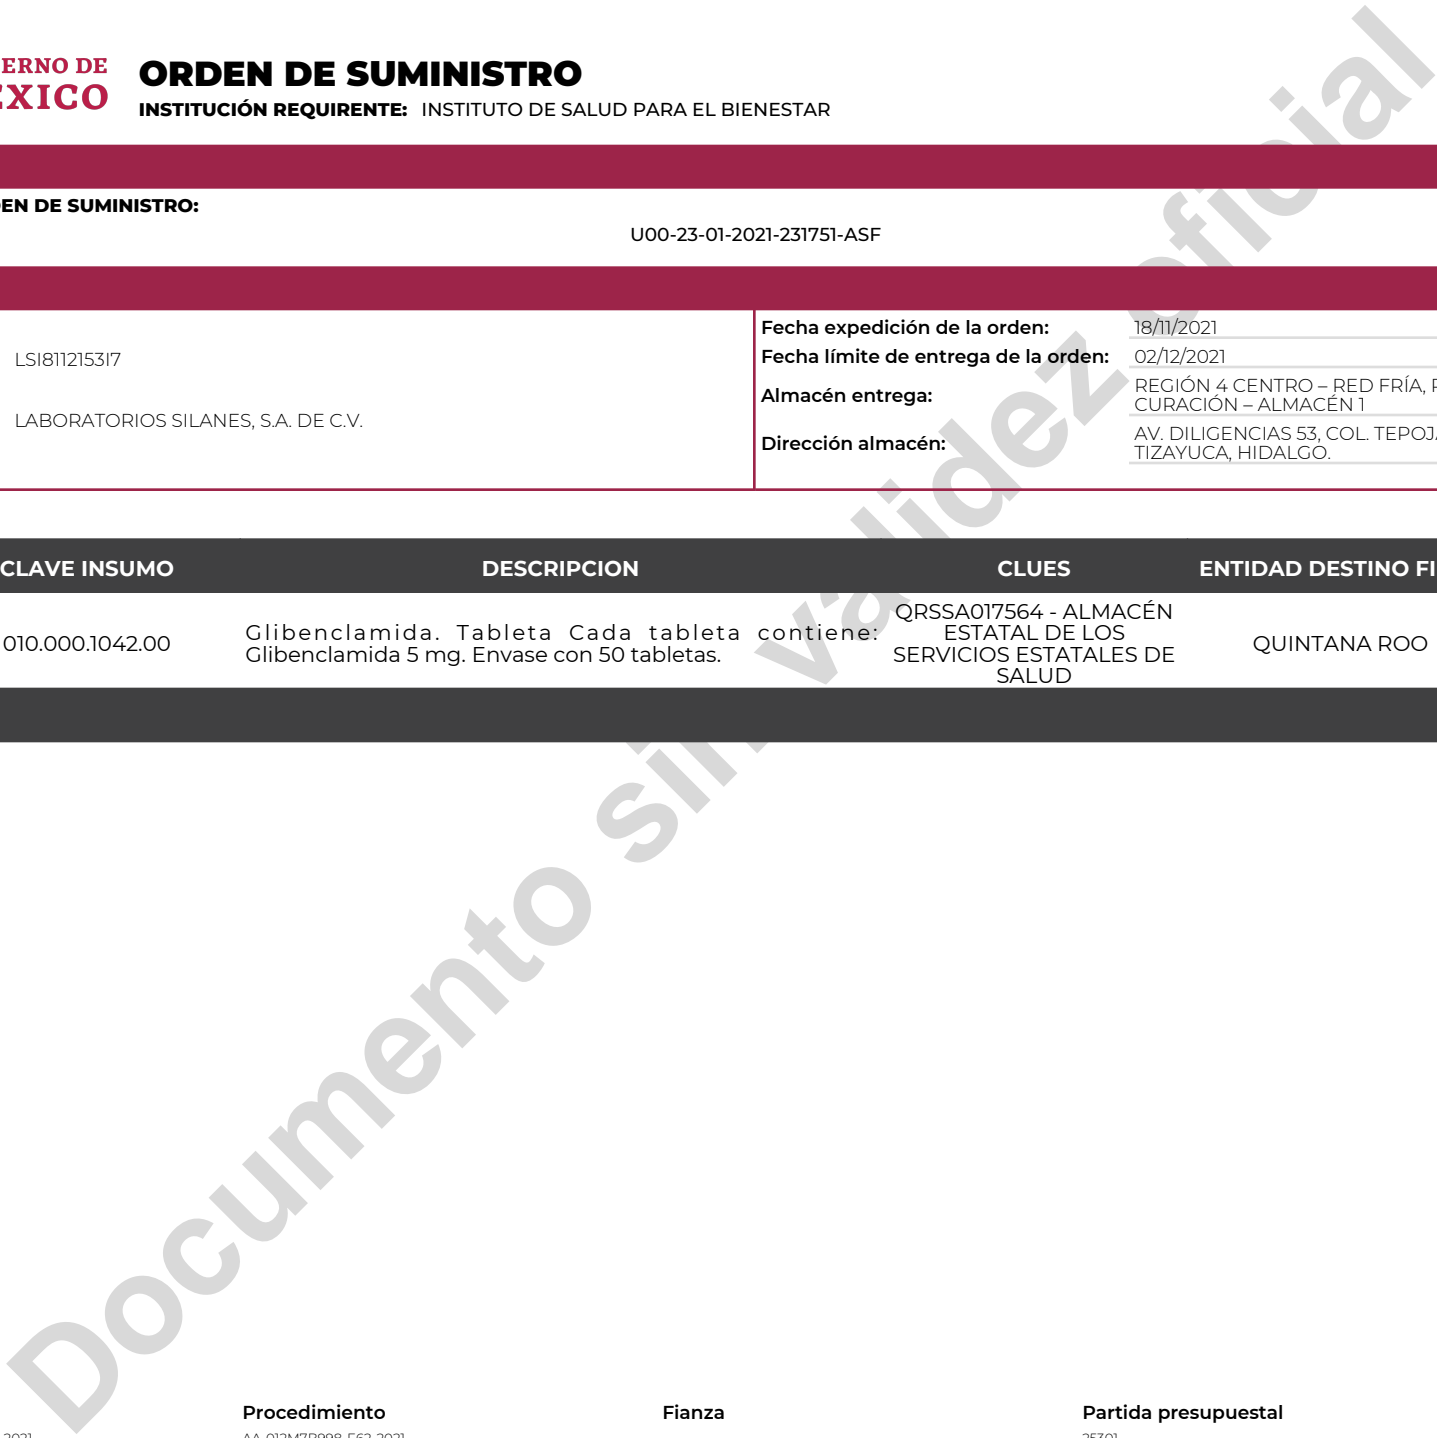 ERNO DE
EXICO
ORDEN DE SUMINISTRO
INSTITUCIÓN REQUIRENTE: INSTITUTO DE SALUD PARA EL BIENESTAR
EN DE SUMINISTRO:
U00-23-01-2021-231751-ASF
LSI8112153I7
LABORATORIOS SILANES, S.A. DE C.V.
Fecha expedición de la orden: 18/11/2021
Fecha límite de entrega de la orden: 02/12/2021
Almacén entrega: REGIÓN 4 CENTRO – RED FRÍA,
CURACIÓN – ALMACÉN 1
Dirección almacén: AV. DILIGENCIAS 53, COL. TEPOJA
TIZAYUCA, HIDALGO.
CLAVE INSUMO DESCRIPCION CLUES ENTIDAD DESTINO FI
010.000.1042.00
Glibenclamida. Tableta Cada tableta contiene:
Glibenclamida 5 mg. Envase con 50 tabletas.
QRSSA017564 - ALMACÉN
ESTATAL DE LOS
SERVICIOS ESTATALES DE
SALUD
QUINTANA ROO
Documento sin validez oficial
Procedimiento Fianza Partida presupuestal